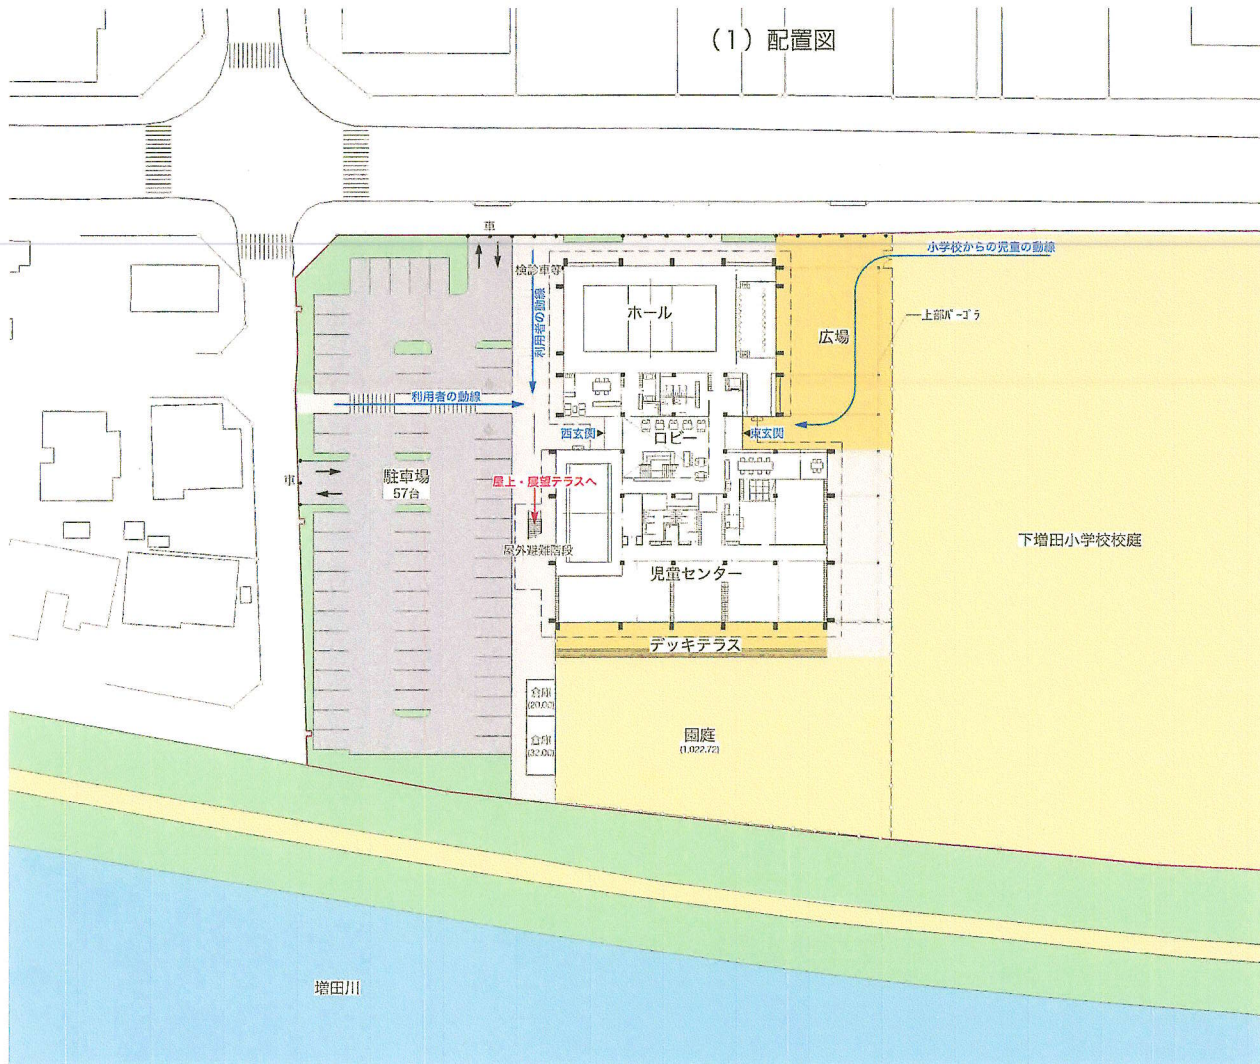 （1）配置図
車
小学校からの児童の動線
検診車等
利用者の動線
ホール
上部ﾊﾟｰｺﾞﾗ
広場
利用者の動線
西玄関
ロビー
東玄関
車
駐車場
57台
屋上・展望テラスへ
屋外避難階段
下増田小学校校庭
児童センター
デッキテラス
倉庫
(20.00)
倉庫
(32.00)
園庭
(1,022.72)
増田川